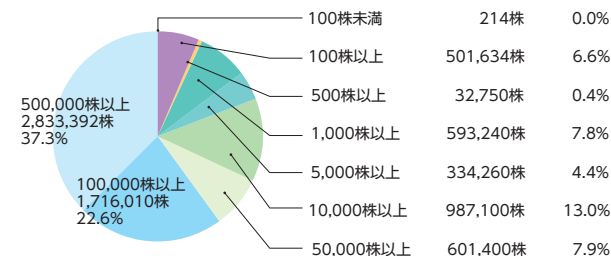 100株未満 214株 0.0%
100株以上 501,634株 6.6%
500株以上 32,750株 0.4%
1,000株以上 593,240株 7.8%
5,000株以上 334,260株 4.4%
10,000株以上 987,100株 13.0%
50,000株以上 601,400株 7.9%
100,000株以上
1,716,010株
22.6%
500,000株以上
2,833,392株
37.3%